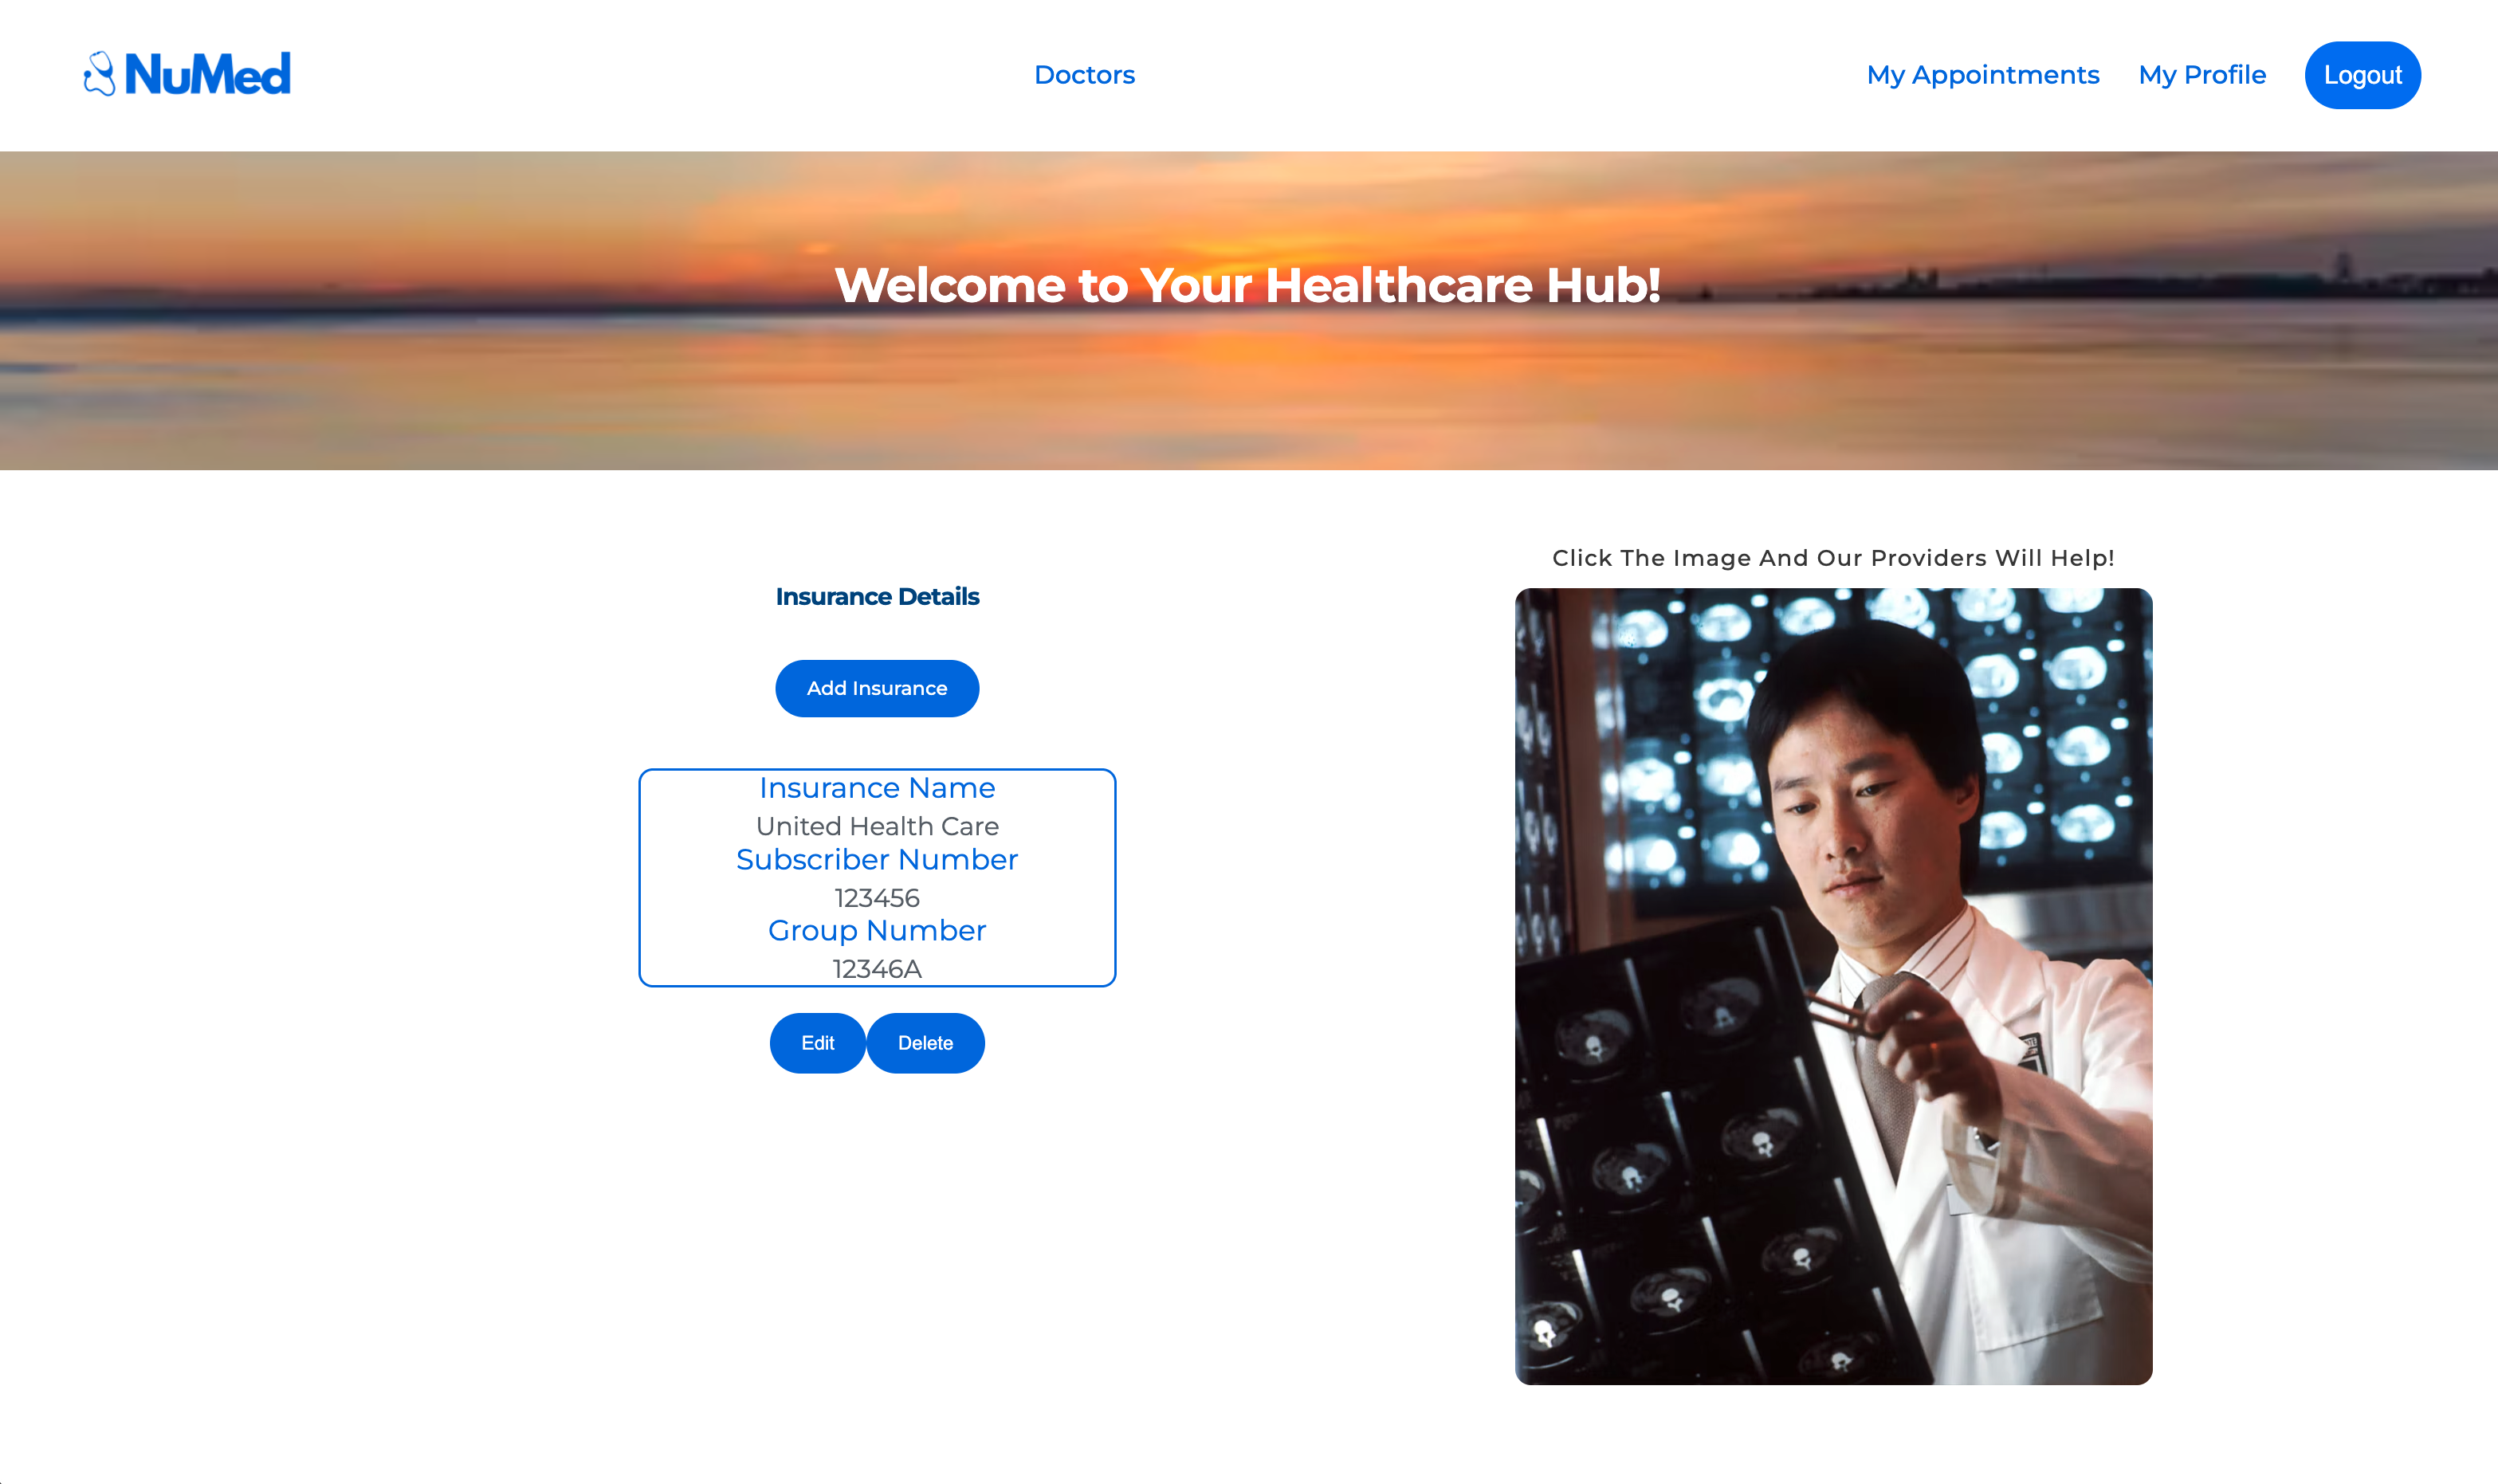 NuMed
Doctors
My Appointments
My Profile
Logout
Welcome to Your Healthcare Hub!
Insurance Details
Add Insurance
Insurance Name
United Health Care
Subscriber Number
123456
Group Number
12346A
Edit
Delete
Click The Image And Our Providers Will Help!